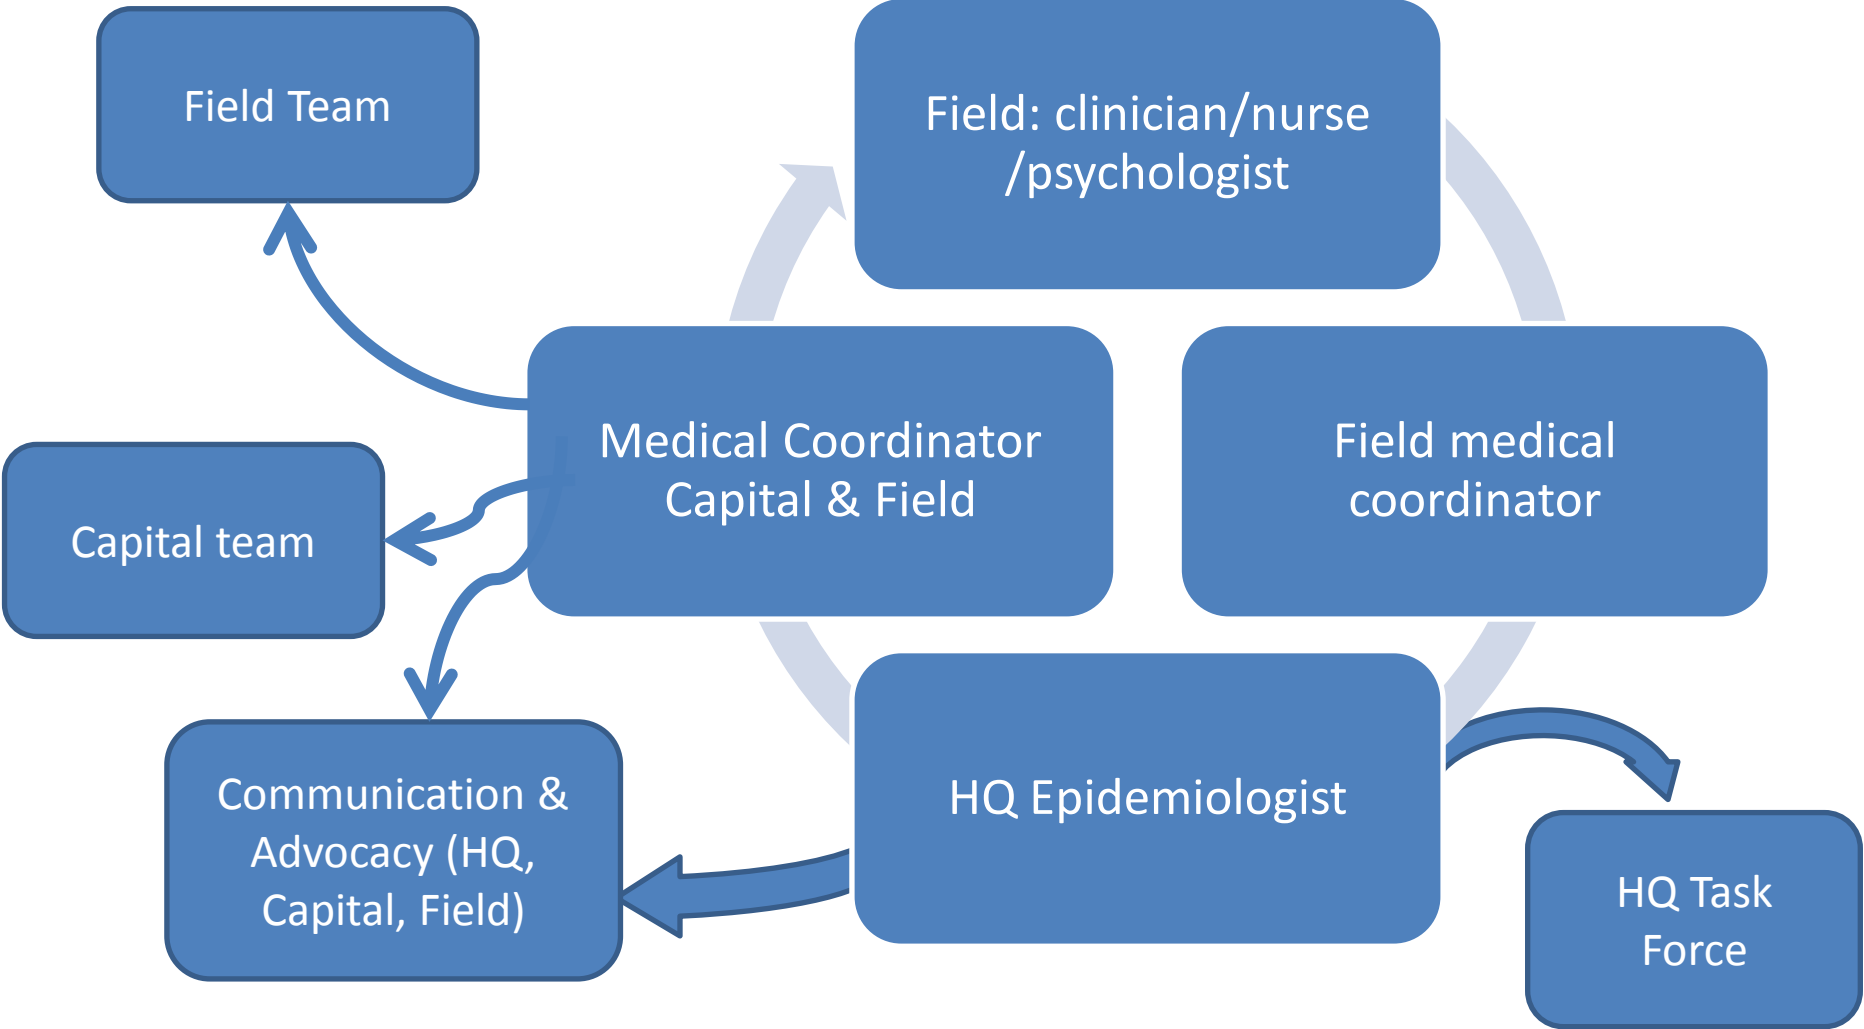 Field Team
Field: clinician/nurse
/psychologist
Medical Coordinator
Capital & Field
Field medical
coordinator
Capital team
Communication &
Advocacy (HQ,
Capital, Field)
HQ Epidemiologist
HQ Task
Force